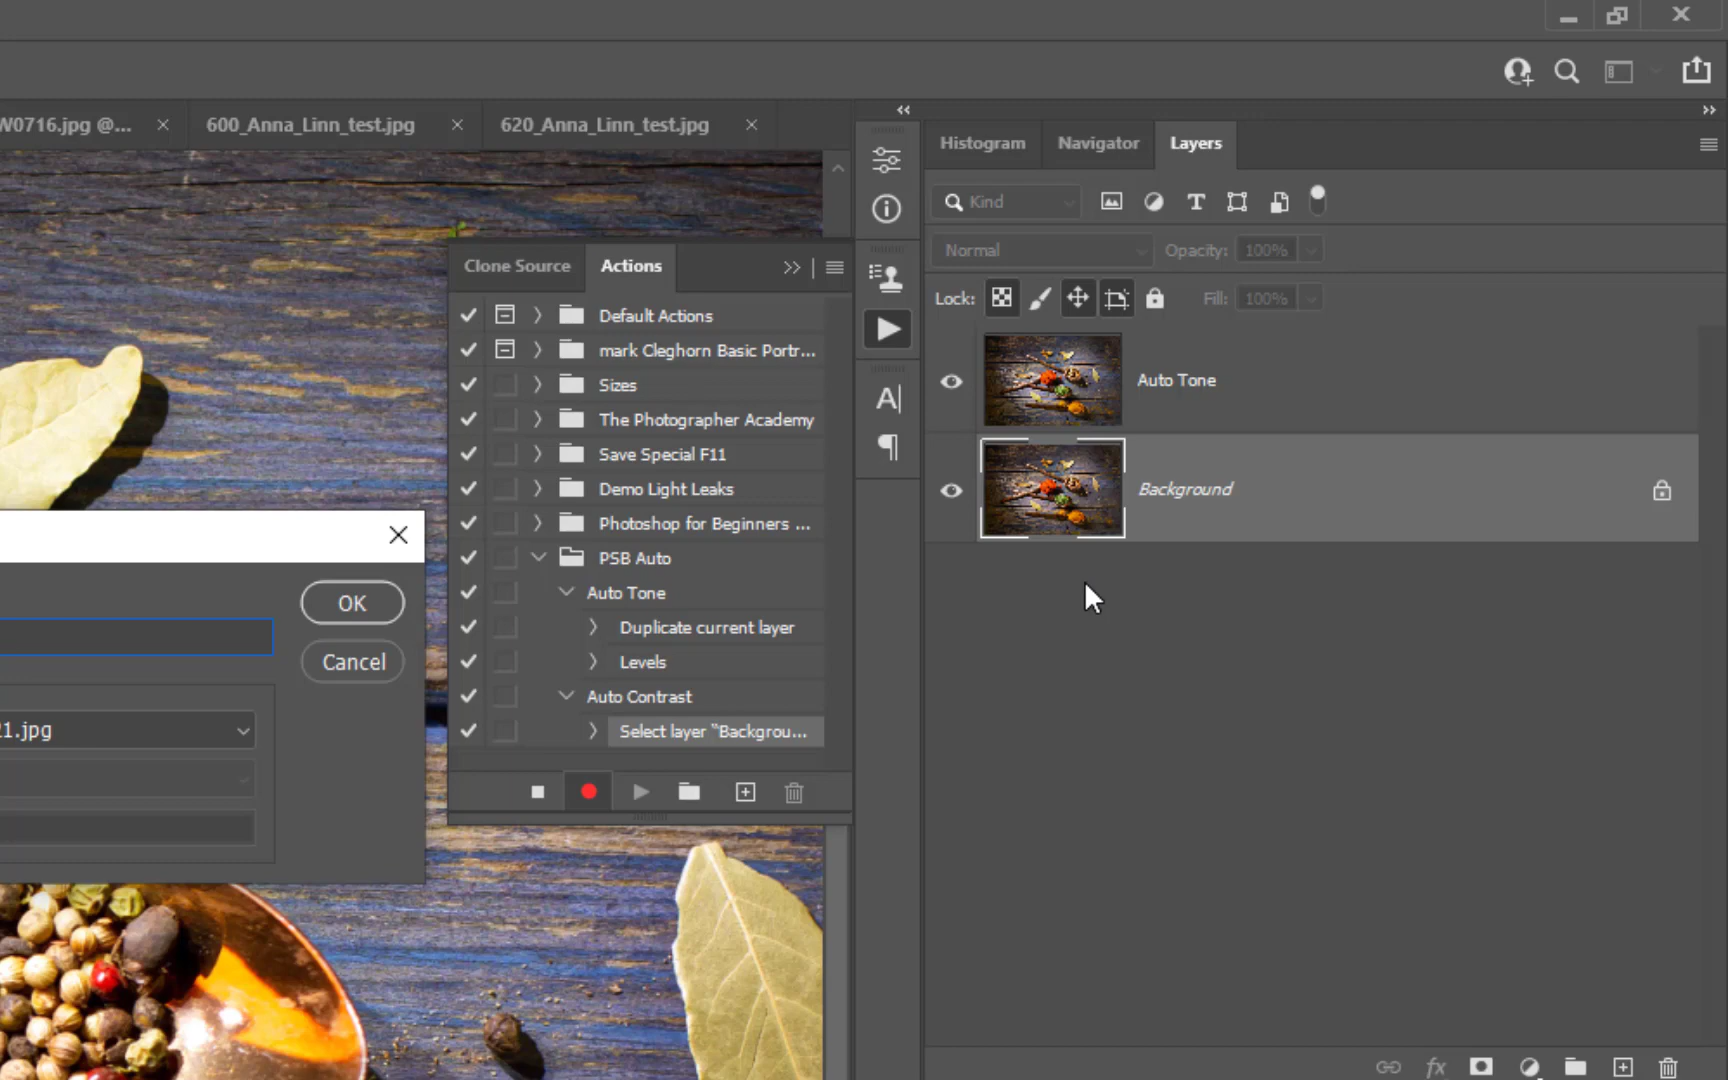 W0716.jpg @...
600_Anna_Linn_test.jpg
620_Anna_Linn_test.jpg
Histogram
Navigator
Layers
Kind
Normal
Opacity: 100%
Lock:
Fill: 100%
Auto Tone
Background
Clone Source
Actions
Default Actions
mark Cleghorn Basic Portr...
Sizes
The Photographer Academy
Save Special F11
Demo Light Leaks
Photoshop for Beginners ...
PSB Auto
Auto Tone
Duplicate current layer
Levels
Auto Contrast
Select layer "Backgrou...
OK
Cancel
21.jpg
fx